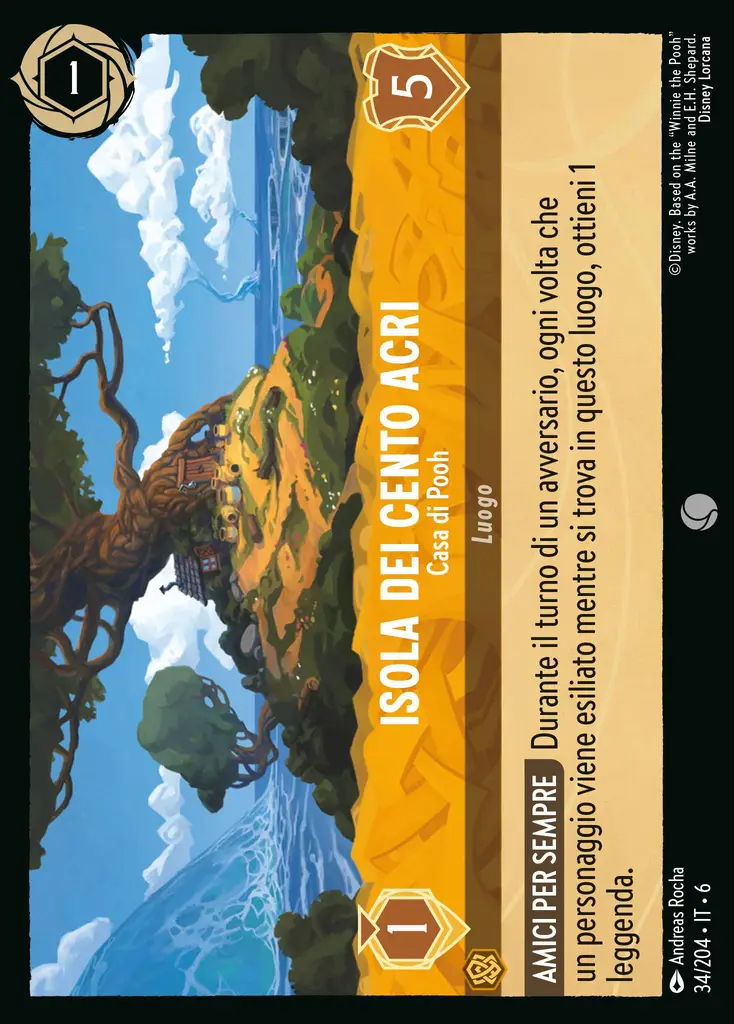 1
5
1
ISOLA DEI CENTO ACRI
Casa di Pooh
Luogo
AMICI PER SEMPRE Durante il turno di un avversario, ogni volta che
un personaggio viene esiliato mentre si trova in questo luogo, ottieni 1
leggenda.
Andreas Rocha
34/204 • IT • 6
©Disney. Based on the “Winnie the Pooh”
works by A.A. Milne and E.H. Shepard.
Disney Lorcana